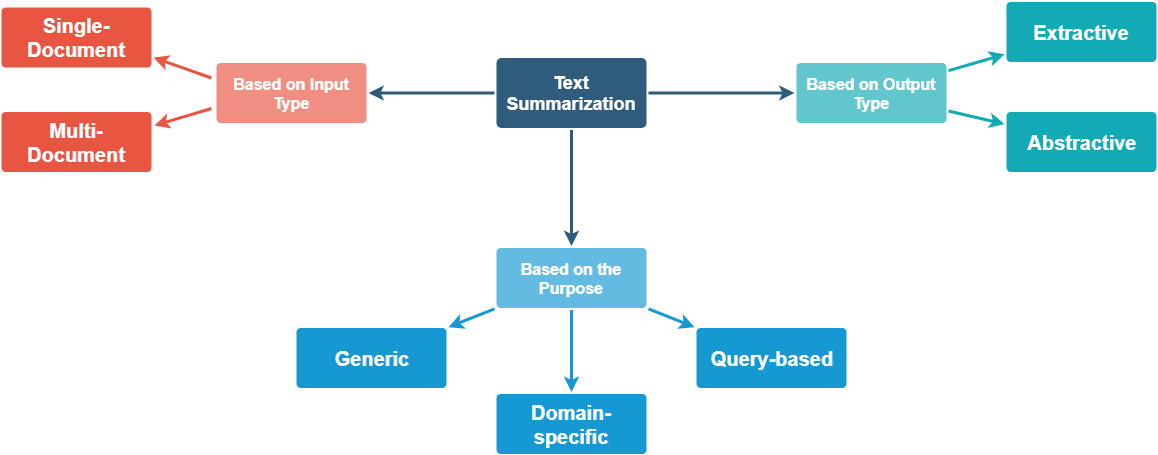 Single-
Document
Multi-
Document
Based on Input
Type
Text
Summarization
Based on Output
Type
Extractive
Abstractive
Based on the
Purpose
Generic
Domain-
specific
Query-based